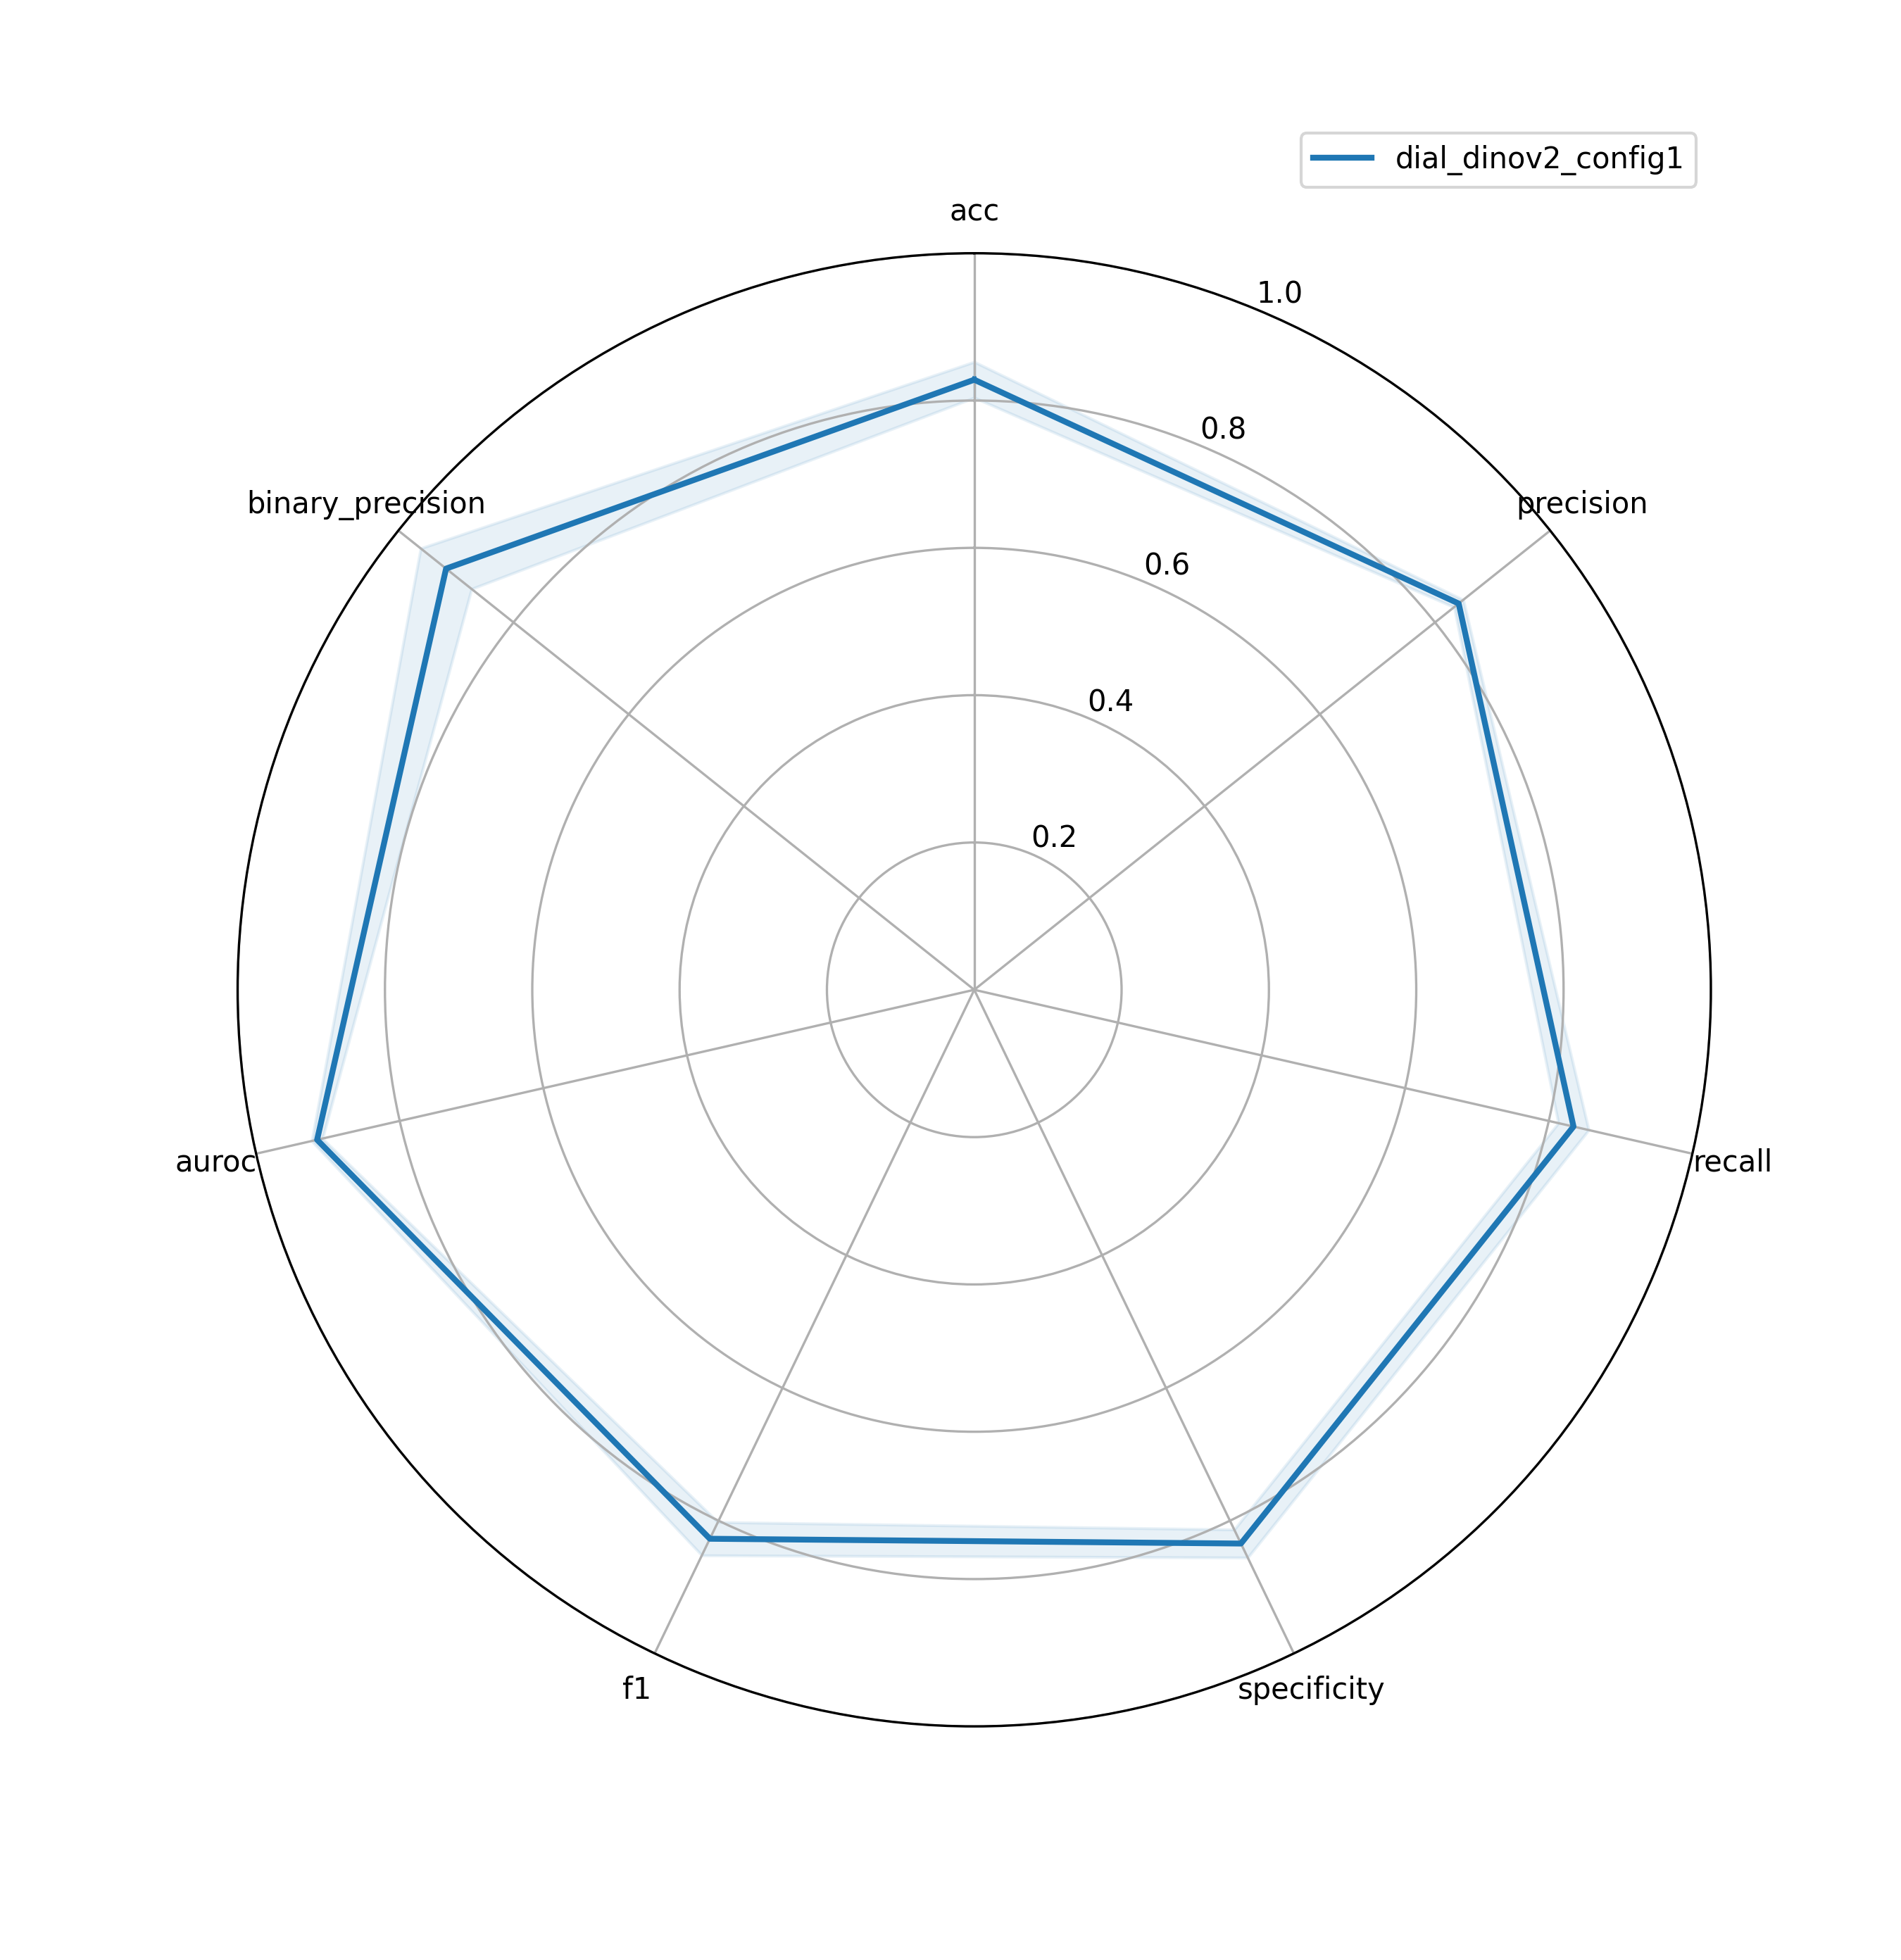 dial_dinov2_config1
acc
1.0
0.8
binary_precision
precision
0.6
0.4
0.2
auroc
recall
f1
specificity